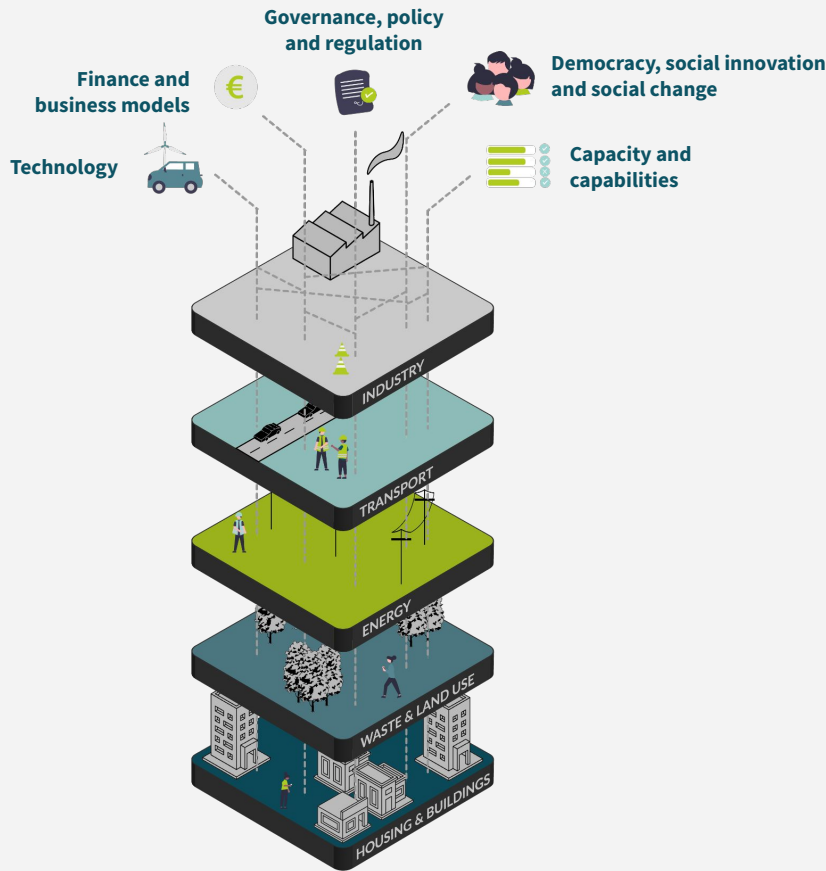 Governance, policy
and regulation
Finance and
business models
€
Democracy, social innovation
and social change
Technology
Capacity and
capabilities
INDUSTRY
TRANSPORT
ENERGY
WASTE & LAND USE
HOUSING & BUILDINGS